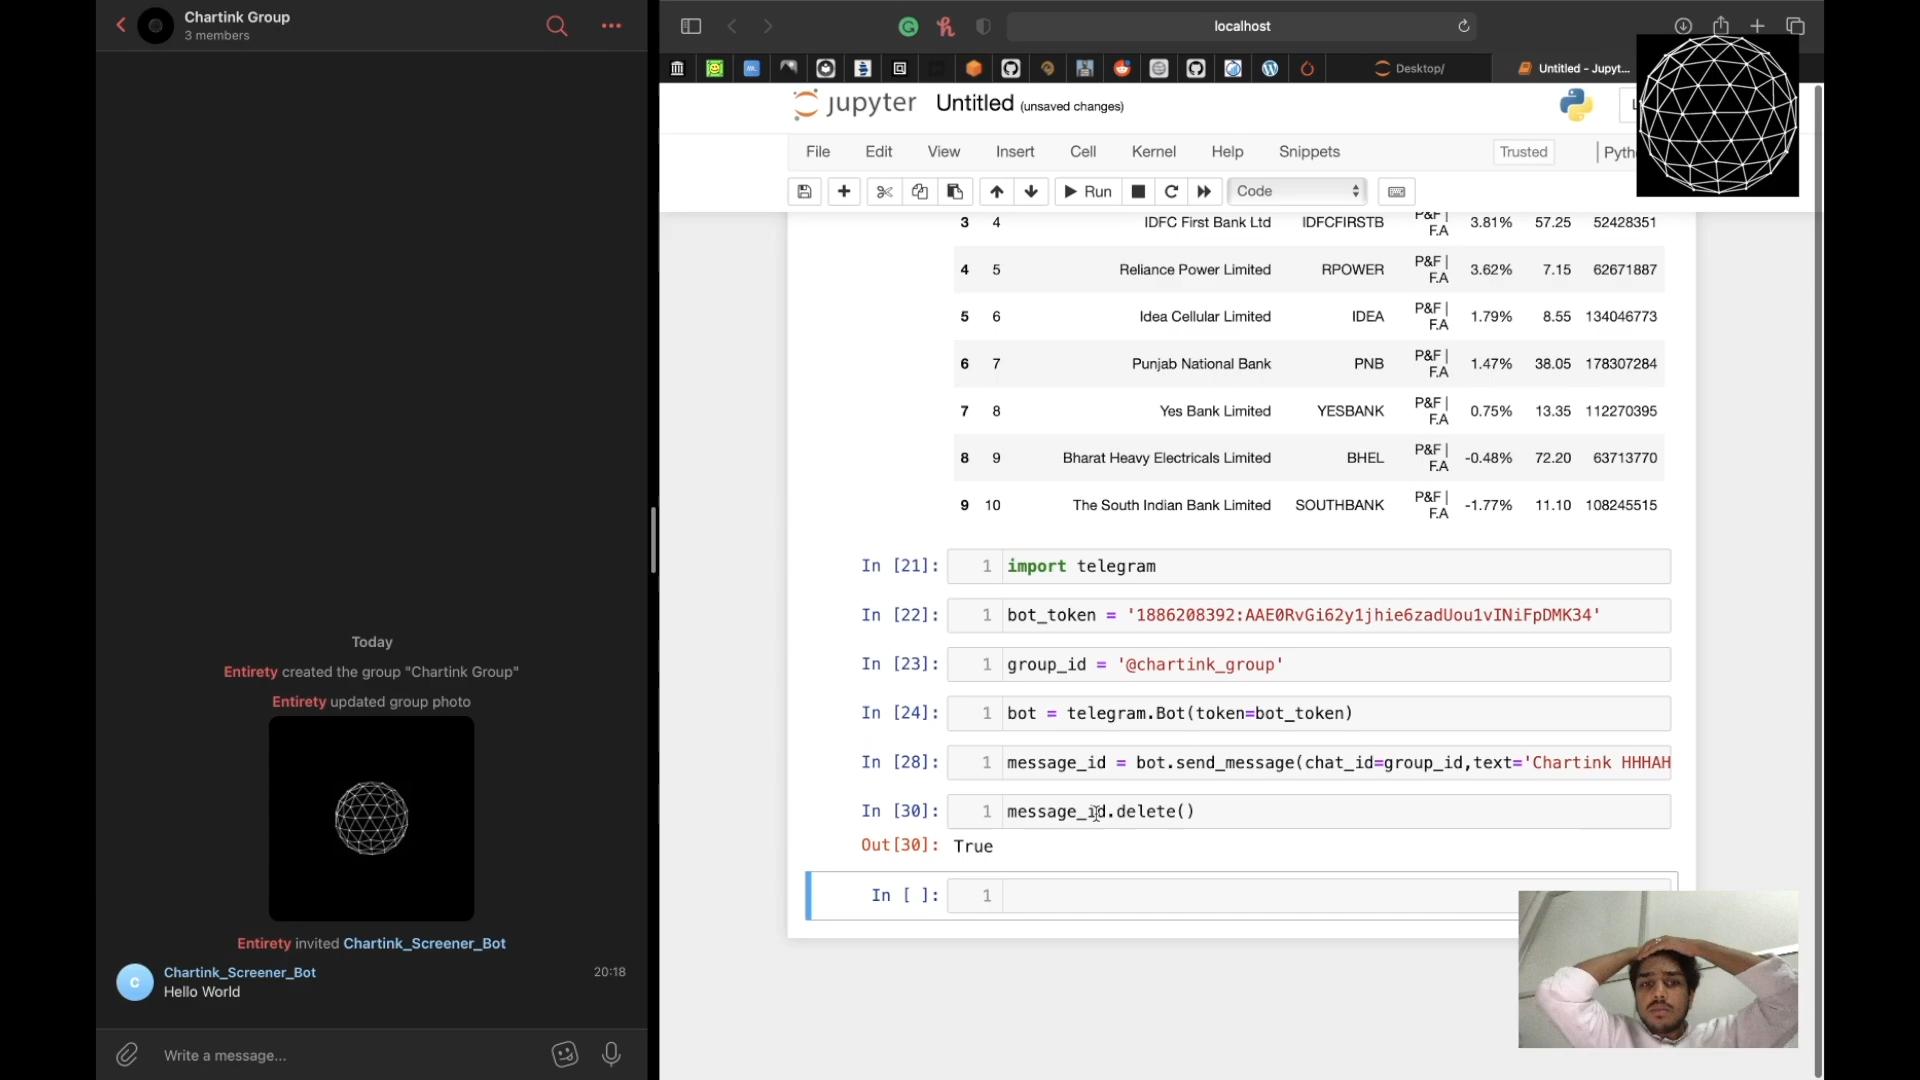 Chartink Group
3 members
Today
Entirety created the group "Chartink Group"
Entirety updated group photo
Entirety invited Chartink_Screener_Bot
C
Chartink_Screener_Bot
20:18
Hello World
Write a message...
localhost
Desktop/
Untitled - Jupyt...
jupyter Untitled (unsaved changes)
File Edit View Insert Cell Kernel Help Snippets
Trusted
Run
Code
3 4 IDFC First Bank Ltd IDFCFIRSTB P&F | F.A 3.81% 57.25 52428351
4 5 Reliance Power Limited RPOWER P&F | F.A 3.62% 7.15 62671887
5 6 Idea Cellular Limited IDEA P&F | F.A 1.79% 8.55 134046773
6 7 Punjab National Bank PNB P&F | F.A 1.47% 38.05 178307284
7 8 Yes Bank Limited YESBANK P&F | F.A 0.75% 13.35 112270395
8 9 Bharat Heavy Electricals Limited BHEL P&F | F.A -0.48% 72.20 63713770
9 10 The South Indian Bank Limited SOUTHBANK P&F | F.A -1.77% 11.10 108245515
In [21]: 1 import telegram
In [22]: 1 bot_token = '1886208392:AAE0RvGi62y1jhie6zadUou1vINiFpDMK34'
In [23]: 1 group_id = '@chartink_group'
In [24]: 1 bot = telegram.Bot(token=bot_token)
In [28]: 1 message_id = bot.send_message(chat_id=group_id,text='Chartink HHHAH
In [30]: 1 message_id.delete()
Out[30]: True
In [ ]: 1